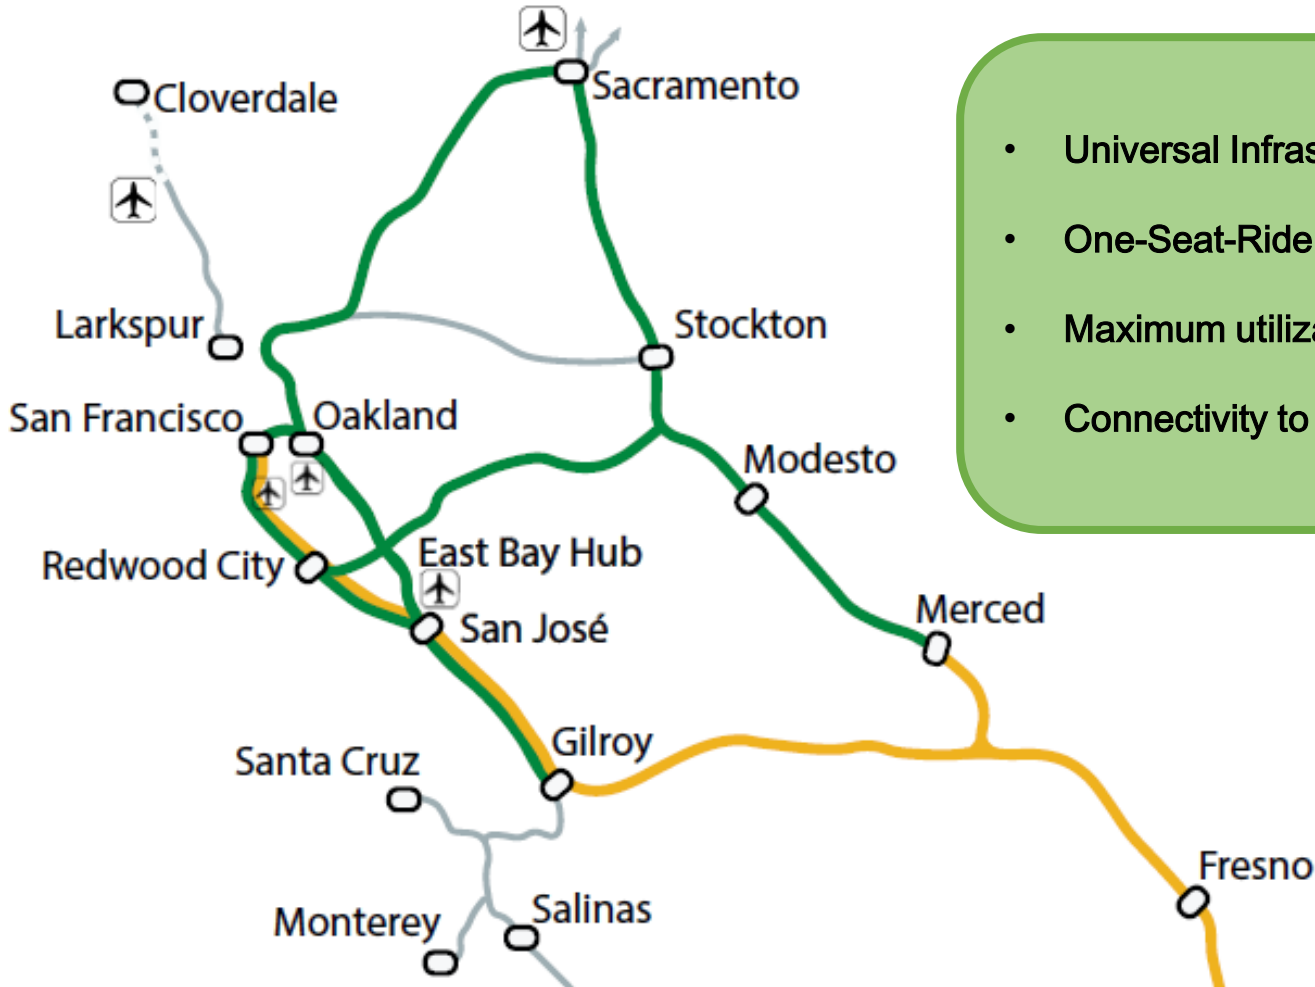 Sacramento
Cloverdale
Larkspur
Stockton
San Francisco
Oakland
Modesto
Redwood City
East Bay Hub
San José
Merced
Gilroy
Santa Cruz
Fresno
Monterey
Salinas
• Universal Infras
• One-Seat-Ride
• Maximum utiliz
• Connectivity to